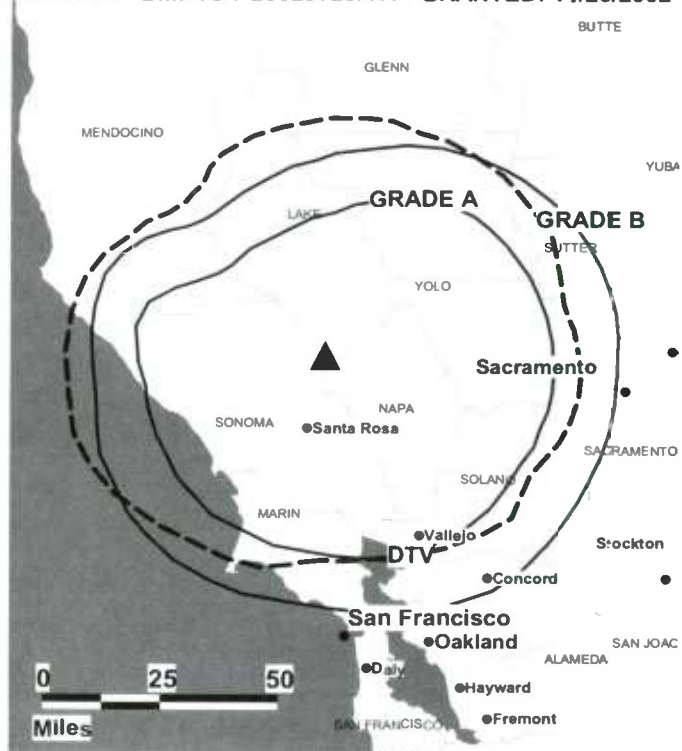 BUTTE
GLENN
MENDOCINO
YUBA
GRADE A
LAKE
GRADE B
SUTTER
YOLO
Sacramento
NAPA
SONOMA
Santa Rosa
SACRAMENTO
SOLANO
MARIN
Vallejo
Stockton
DTV
Concord
San Francisco
Oakland
SAN JOAC
ALAMEDA
0 25 50
Daly
Hayward
Miles
SAN FRANCISCO
Fremont